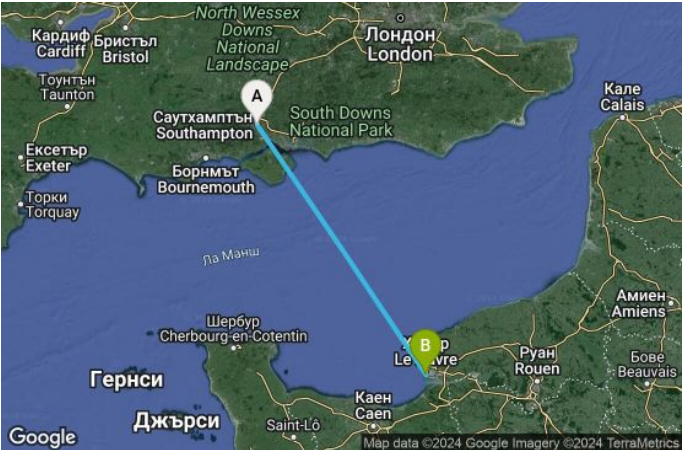 North Wessex
Downs
National
Landscape
Кардиф
Cardiff
Бристъл
Bristol
Лондон
London
Тоунтън
Taunton
A
Кале
Calais
Саутхамптън
Southampton
South Downs
National Park
Ексетър
Exeter
Борнмът
Bournemouth
Торки
Torquay
Ла Манш
Амиен
Amiens
Шербур
Cherbourg-en-Cotentin
B
Le
vre
Руан
Rouen
Бове
Beauvais
Гернси
Каен
Caen
Джърси
Saint-Lô
Google
Map data ©2024 Google Imagery ©2024 TerraMetrics